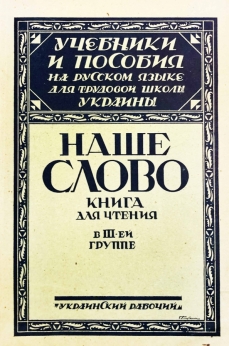 УЧЕБНИКИ
И ПОСОБИЯ
НА РУССКОМ ЯЗЫКЕ
ДЛЯ ТРУДОВОЙ ШКОЛЫ
УКРАИНЫ
НАШЕ
СЛОВО
КНИГА
ДЛЯ ЧТЕНИЯ
В III-ЕЙ
ГРУППЕ
"УКРАИНСКИЙ РАБОЧИЙ"